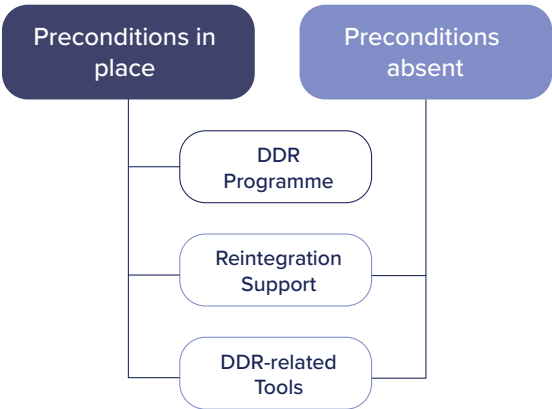 Preconditions in
place
Preconditions
absent
DDR
Programme
Reintegration
Support
DDR-related
Tools